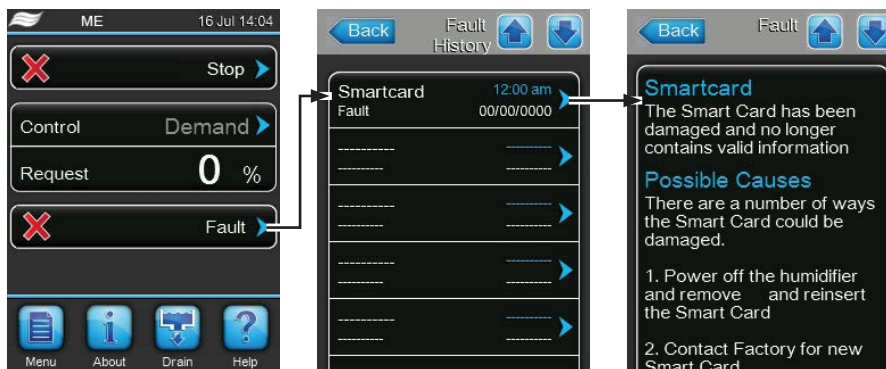 ME 16 Jul 14:04
Stop
Control Demand
Request 0 %
Fault
Menu About Drain Help
Back Fault
History
Smartcard 12:00 am
Fault 00/00/0000
----------- -----------
----------- -----------
----------- -----------
----------- -----------
----------- -----------
----------- -----------
----------- -----------
----------- -----------
Back Fault
Smartcard
The Smart Card has been
damaged and no longer
contains valid information
Possible Causes
There are a number of ways
the Smart Card could be
damaged.
1. Power off the humidifier
and remove and reinsert
the Smart Card
2. Contact Factory for new
Smart Card